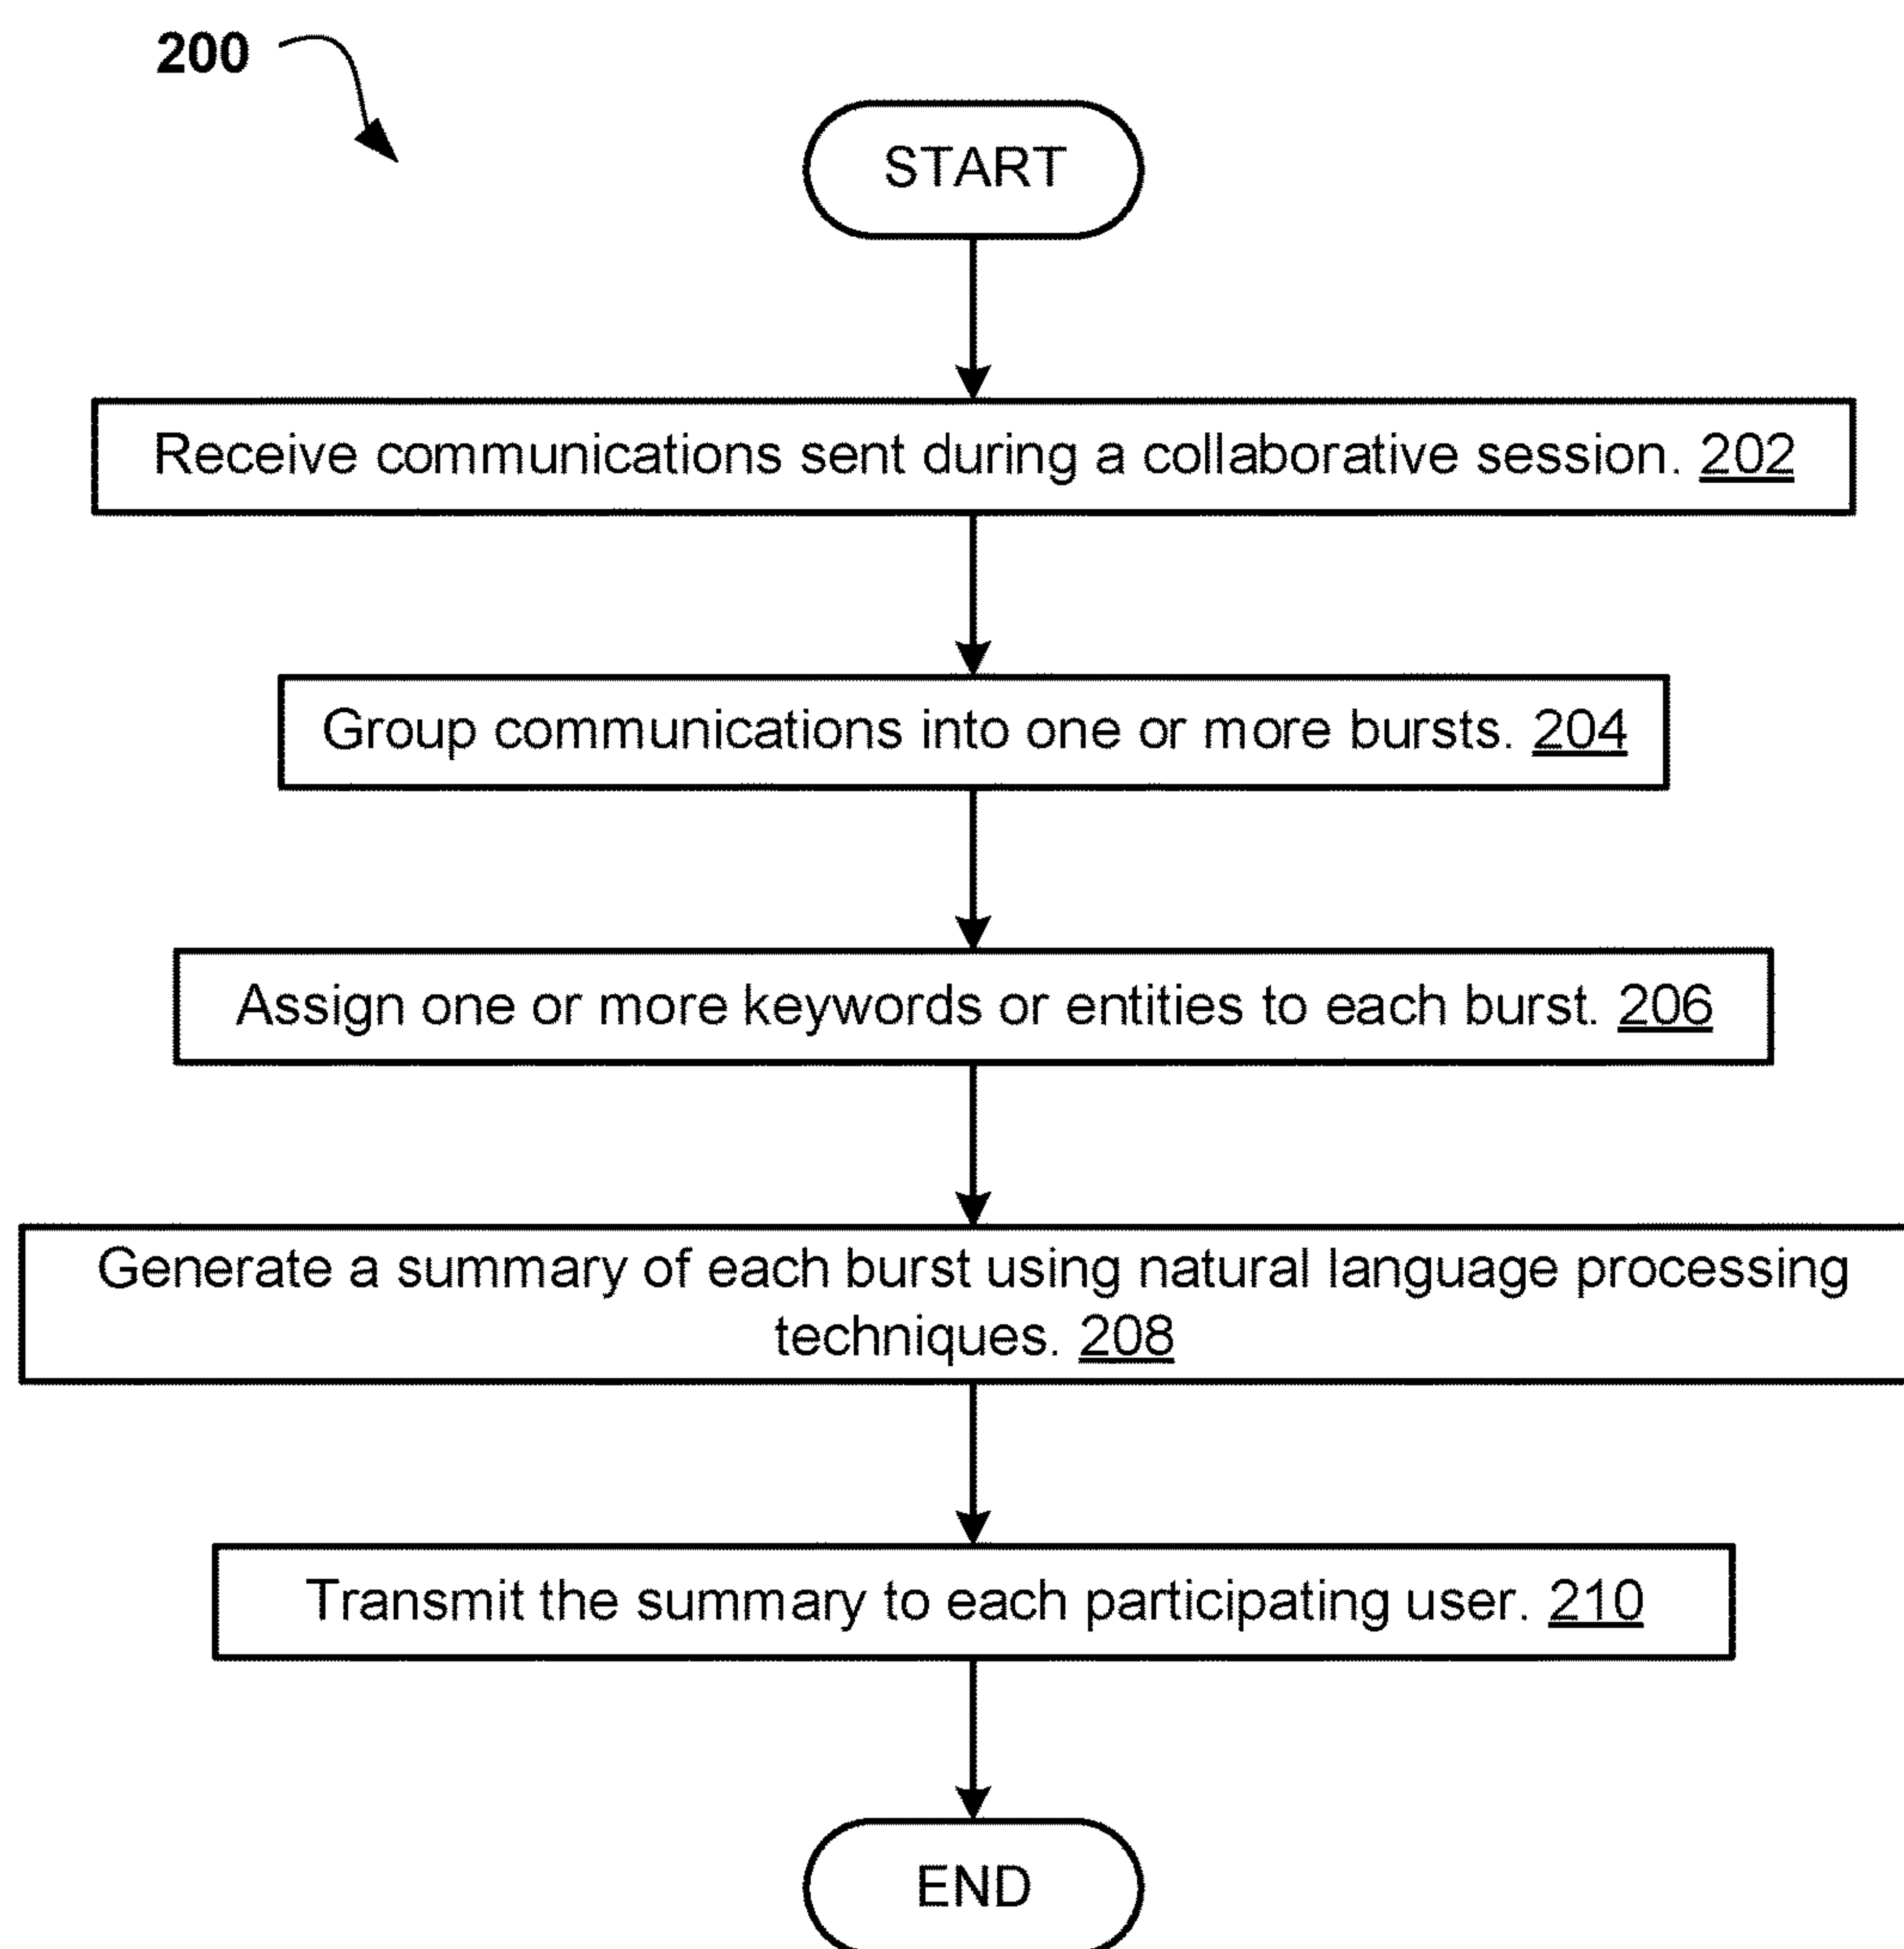 200
START
Receive communications sent during a collaborative session. 202
Group communications into one or more bursts. 204
Assign one or more keywords or entities to each burst. 206
Generate a summary of each burst using natural language processing
techniques. 208
Transmit the summary to each participating user. 210
END